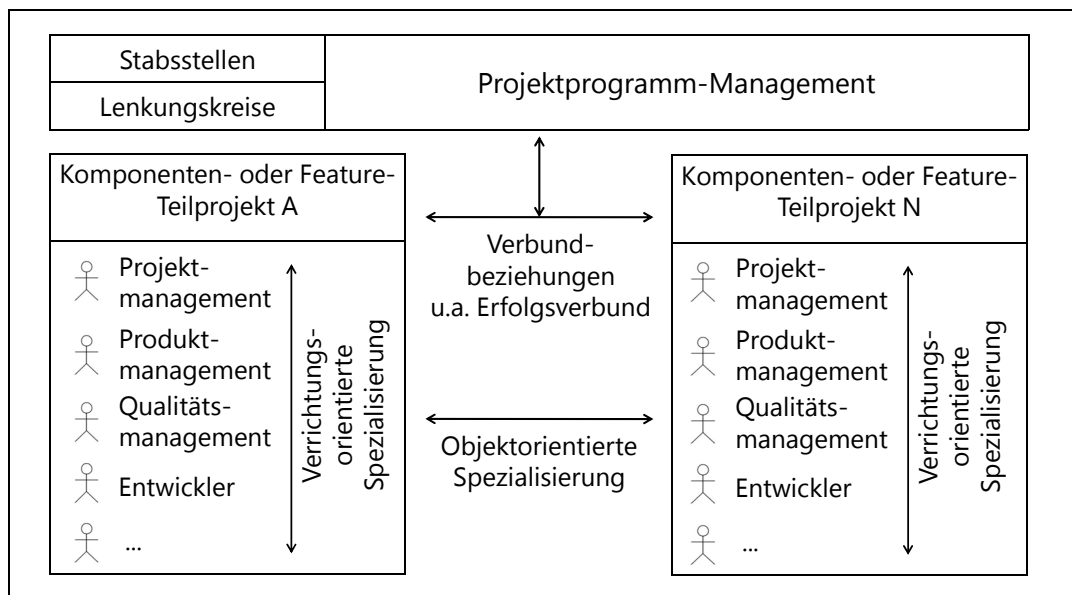 Stabsstellen
Lenkungskreise
Projektprogramm-Management
Komponenten- oder Feature-
Teilprojekt A
Projekt-
management
Produkt-
management
Qualitäts-
management
Entwickler
...
Verrichtungs-
orientierte
Spezialisierung
Verbund-
beziehungen
u.a. Erfolgsverbund
Objektorientierte
Spezialisierung
Komponenten- oder Feature-
Teilprojekt N
Projekt-
management
Produkt-
management
Qualitäts-
management
Entwickler
...
Verrichtungs-
orientierte
Spezialisierung